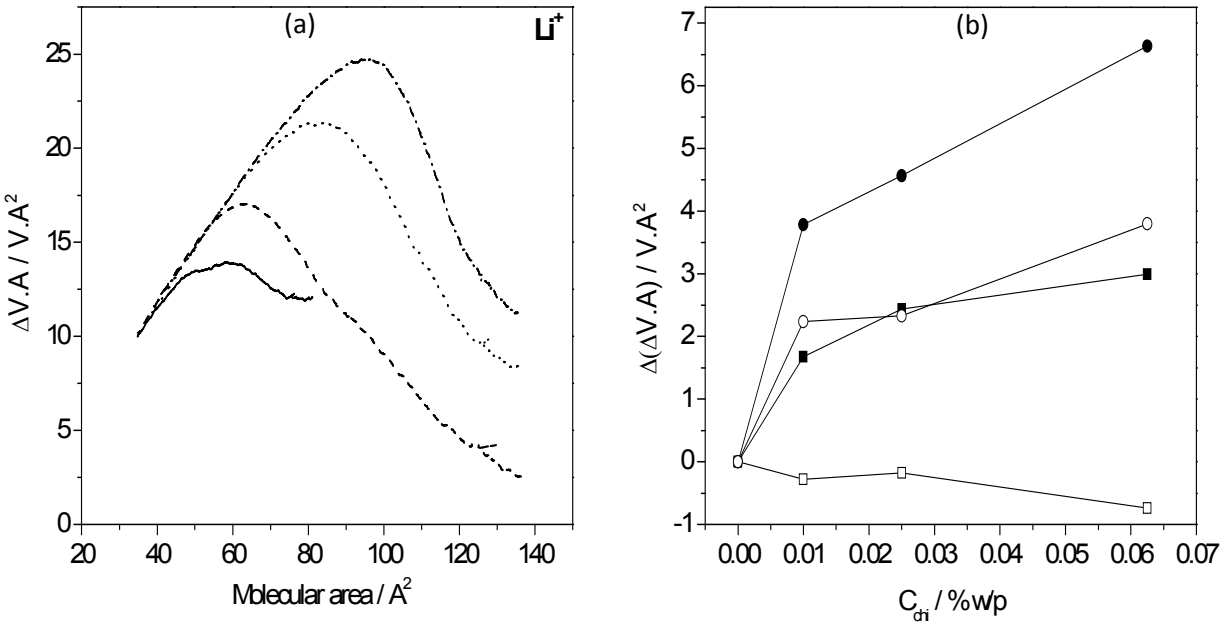 (a)
Li+
25
20
15
10
5
0
ΔV.A / V.A²
20 40 60 80 100 120 140
Molecular area / A²
(b)
7
6
5
4
3
2
1
0
-1
Δ(ΔV.A) / V.A²
0.00 0.01 0.02 0.03 0.04 0.05 0.06 0.07
Cchi / % w/p